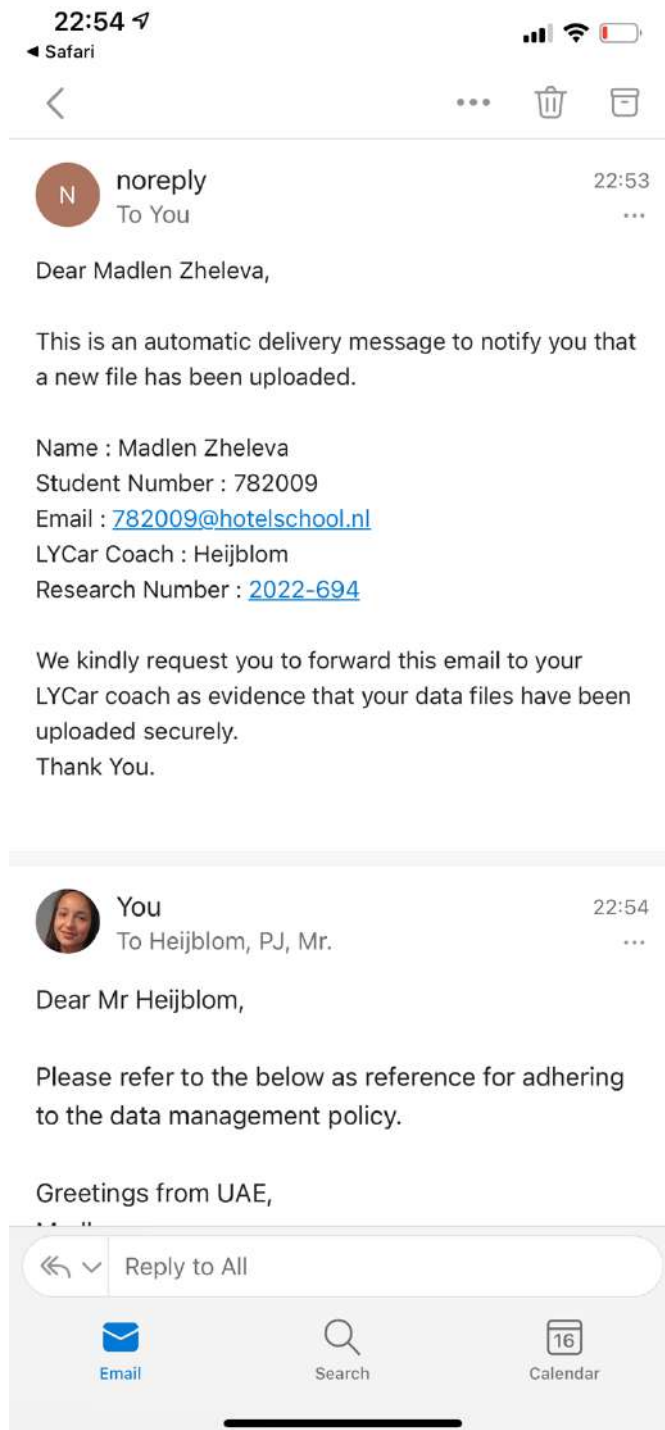 22:54
◀ Safari
N
noreply
22:53
To You
Dear Madlen Zheleva,
This is an automatic delivery message to notify you that
a new file has been uploaded.
Name : Madlen Zheleva
Student Number : 782009
Email : 782009@hotelschool.nl
LYCar Coach : Heijblom
Research Number : 2022-694
We kindly request you to forward this email to your
LYCar coach as evidence that your data files have been
uploaded securely.
Thank You.
You
22:54
To Heijblom, PJ, Mr.
Dear Mr Heijblom,
Please refer to the below as reference for adhering
to the data management policy.
Greetings from UAE,
Reply to All
16
Email
Search
Calendar